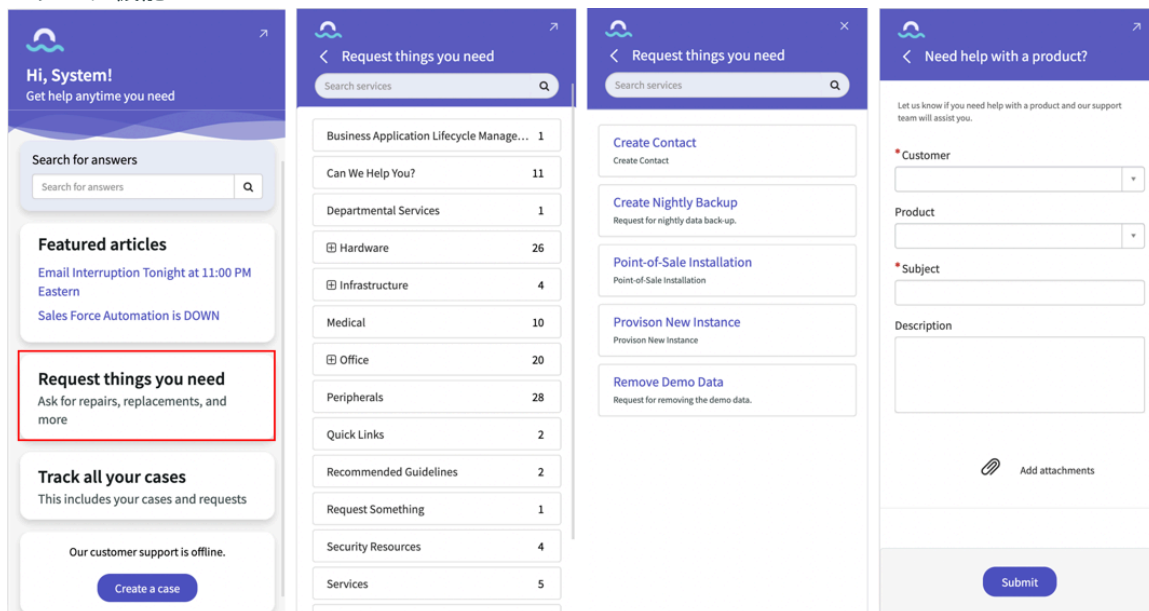 Hi, System!
Get help anytime you need
Search for answers
Search for answers
Featured articles
Email Interruption Tonight at 11:00 PM
Eastern
Sales Force Automation is DOWN
Request things you need
Ask for repairs, replacements, and
more
Track all your cases
This includes your cases and requests
Our customer support is offline.
Create a case
Request things you need
Search services
Business Application Lifecycle Manage... 1
Can We Help You? 11
Departmental Services 1
Hardware 26
Infrastructure 4
Medical 10
Office 20
Peripherals 28
Quick Links 2
Recommended Guidelines 2
Request Something 1
Security Resources 4
Services 5
Request things you need
Search services
Create Contact
Create Contact
Create Nightly Backup
Request for nightly data back-up.
Point-of-Sale Installation
Point-of-Sale Installation
Provison New Instance
Provison New Instance
Remove Demo Data
Request for removing the demo data.
Need help with a product?
Let us know if you need help with a product and our support
team will assist you.
*Customer
Product
*Subject
Description
Add attachments
Submit